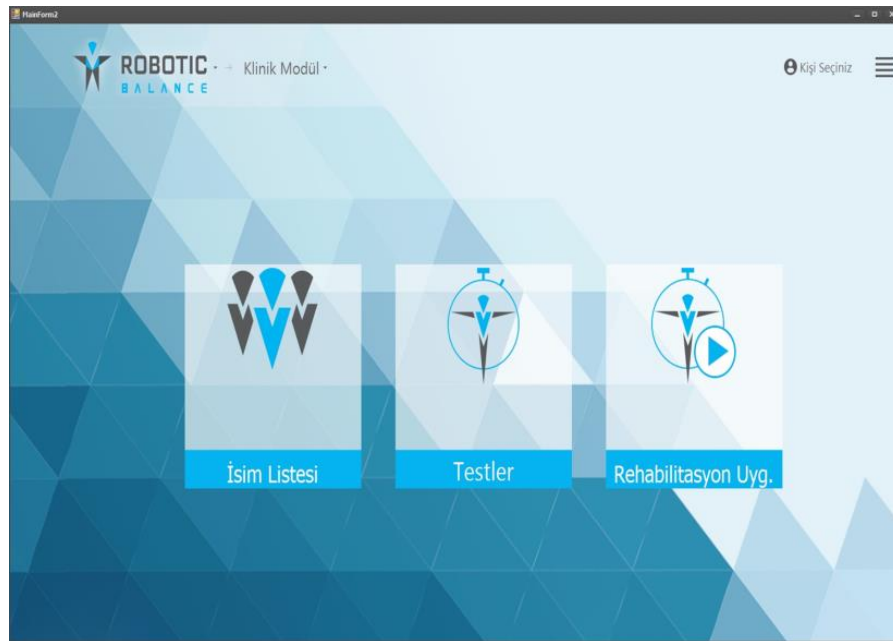 MainForm2
ROBOTIC
BALANCE
Klinik Modül
Kişi Seçiniz
İsim Listesi
Testler
Rehabilitasyon Uyg.